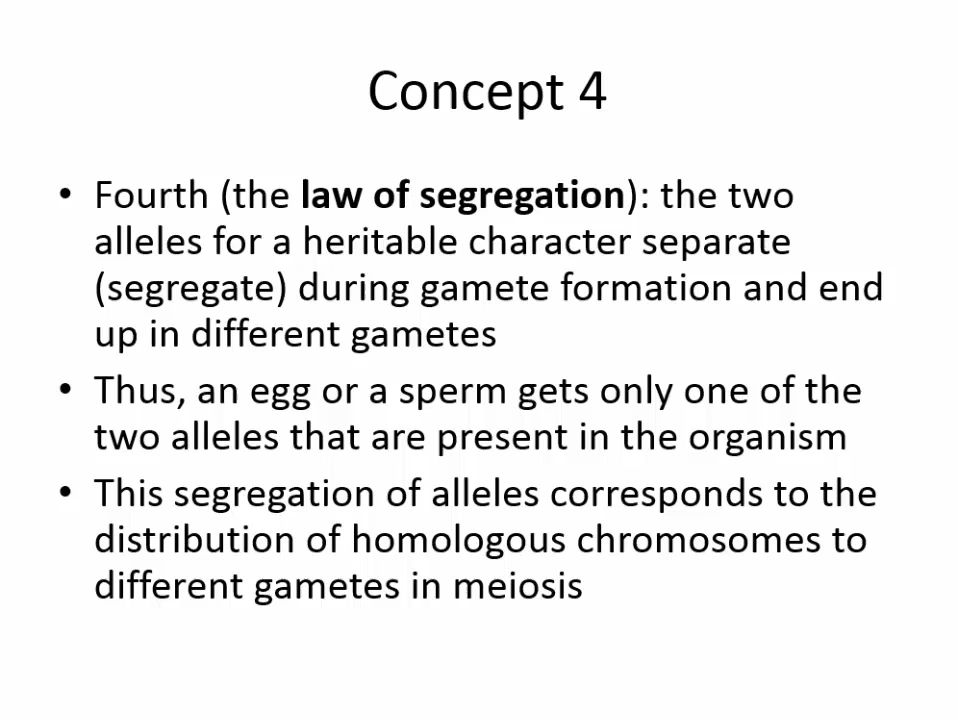 Concept 4
• Fourth (the law of segregation): the two
alleles for a heritable character separate
(segregate) during gamete formation and end
up in different gametes
• Thus, an egg or a sperm gets only one of the
two alleles that are present in the organism
• This segregation of alleles corresponds to the
distribution of homologous chromosomes to
different gametes in meiosis